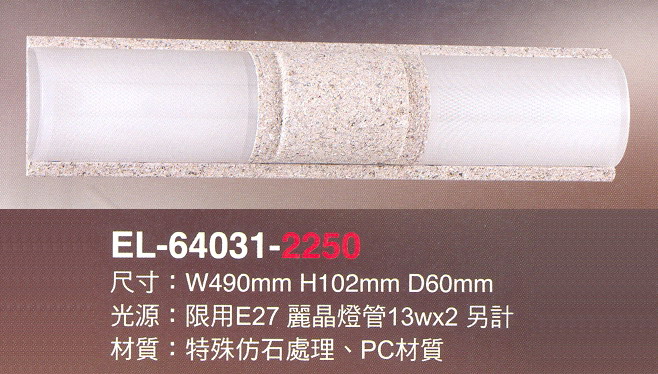 EL-64031-2250
尺寸：W490mm H102mm D60mm
光源：限用E27 麗晶燈管13wx2 另計
材質：特殊仿石處理、PC材質